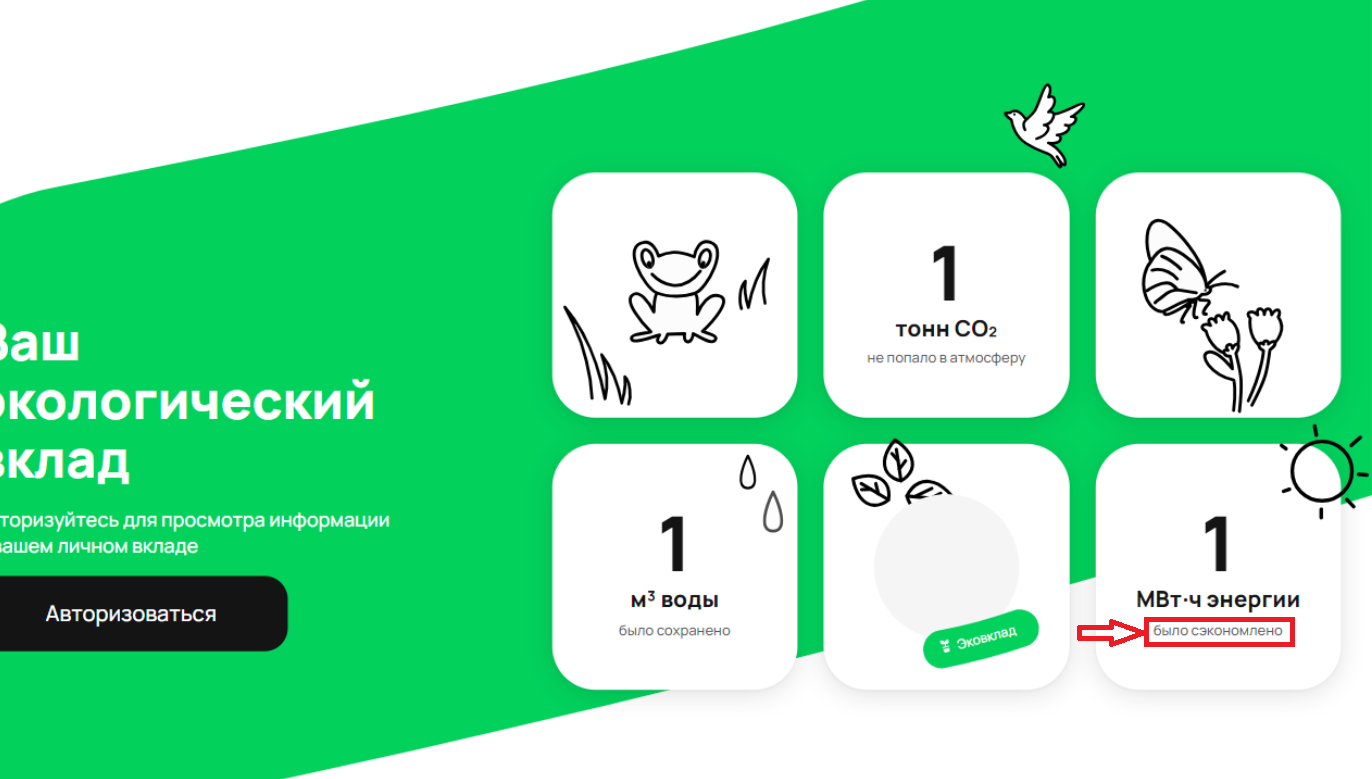 Ваш
экологический
вклад
торизуйтесь для просмотра информации
вашем личном вкладе
Авторизоваться
1
тонн CO₂
не попало в атмосферу
1
м³ воды
было сохранено
Эковклад
1
МВт·ч энергии
было сэкономлено